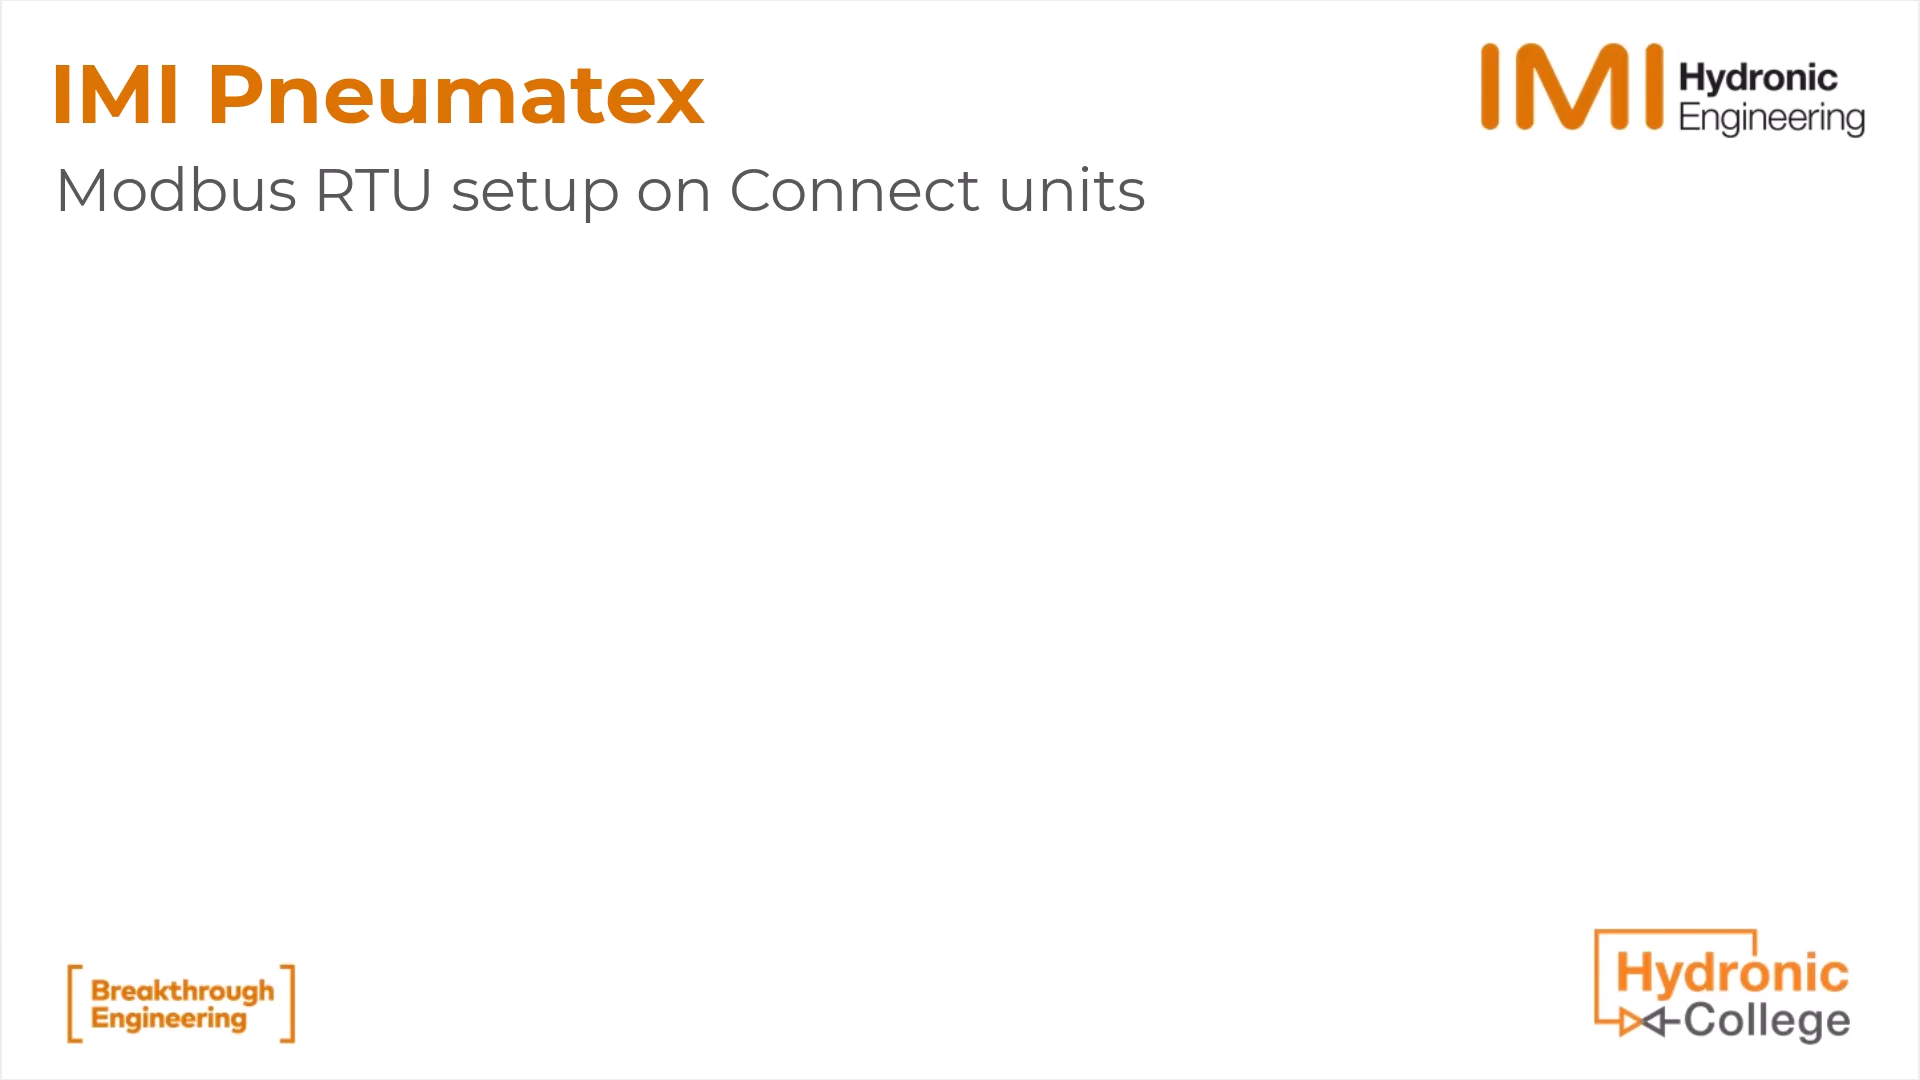 IMI Pneumatex
IMI Hydronic
Engineering
Modbus RTU setup on Connect units
Breakthrough
Engineering
Hydronic
College